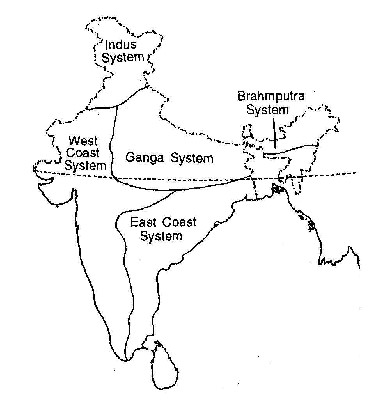 Indus
System
Brahmputra
System
West
Coast
System
Ganga System
East Coast
System